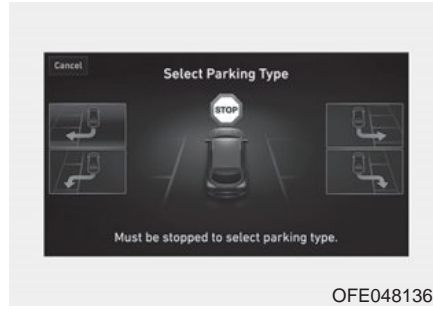 Cancel
Select Parking Type
STOP
Must be stopped to select parking type.
OFE048136